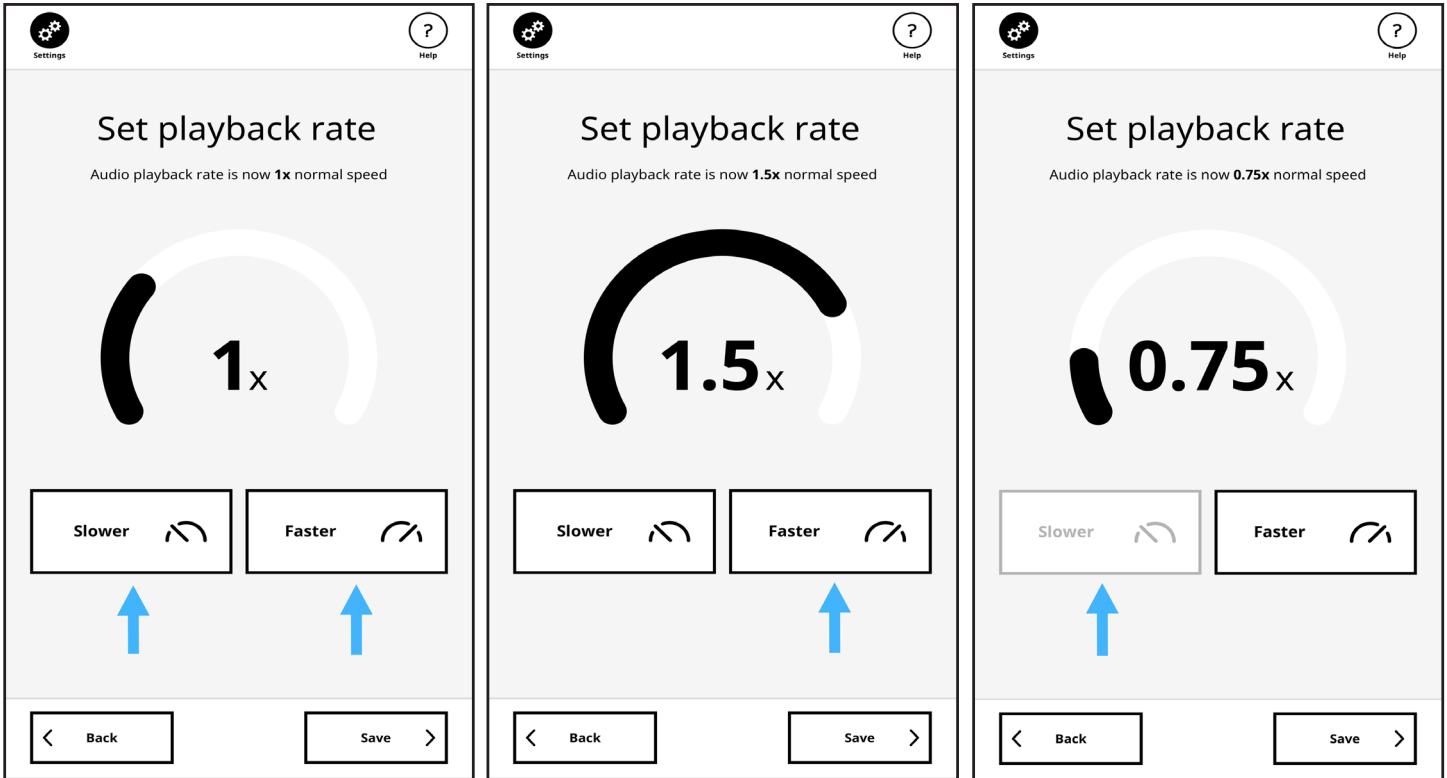 Settings
? Help
Set playback rate
Audio playback rate is now 1x normal speed
1x
Slower
Faster
Back
Save
Settings
? Help
Set playback rate
Audio playback rate is now 1.5x normal speed
1.5x
Slower
Faster
Back
Save
Settings
? Help
Set playback rate
Audio playback rate is now 0.75x normal speed
0.75x
Slower
Faster
Back
Save